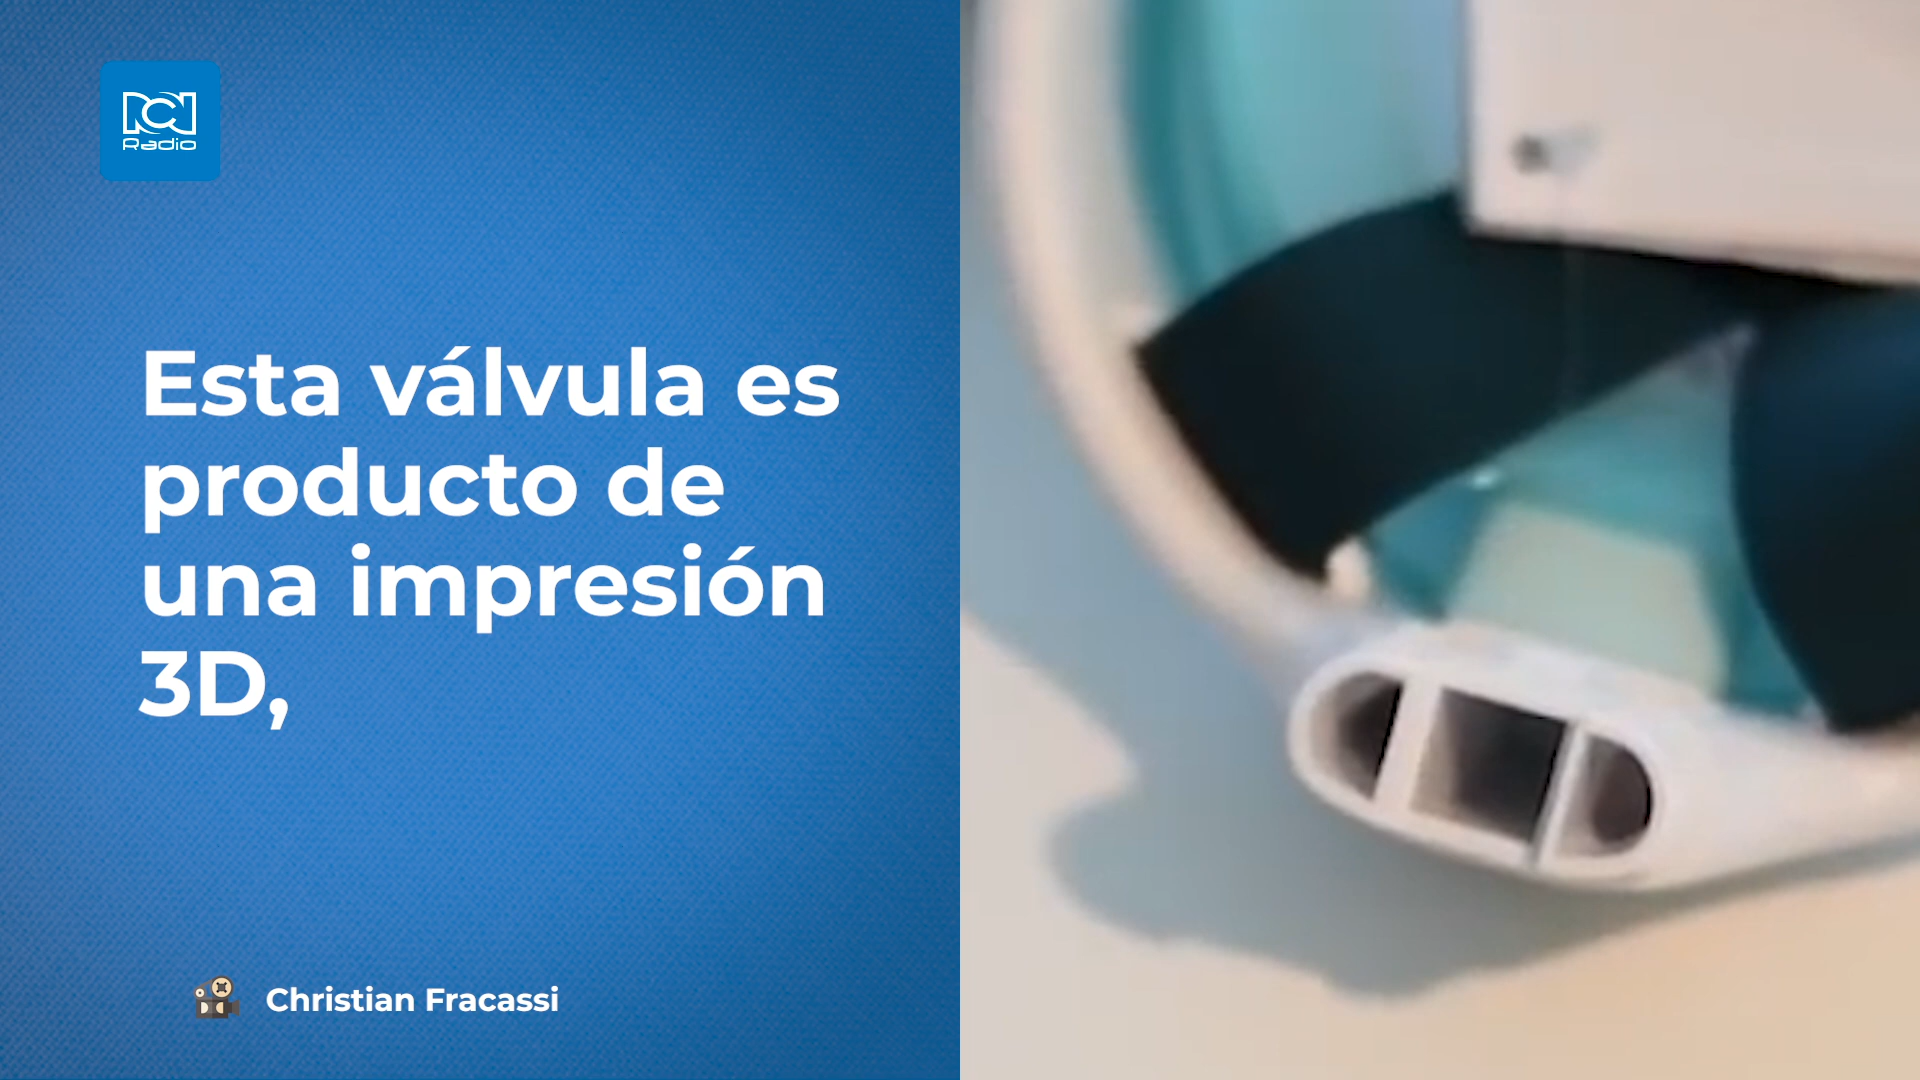 RCN
Radio
Esta válvula es
producto de
una impresión
3D,
Christian Fracassi